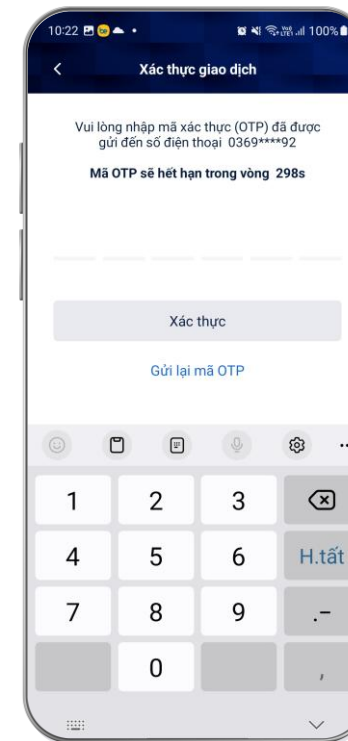 10:22 be
VoLTE1 100%
Xác thực giao dịch
Vui lòng nhập mã xác thực (OTP) đã được
gửi đến số điện thoại 0369****92
Mã OTP sẽ hết hạn trong vòng 298s
Xác thực
Gửi lại mã OTP
1 2 3
4 5 6 H.tất
7 8 9 .-
0 ,